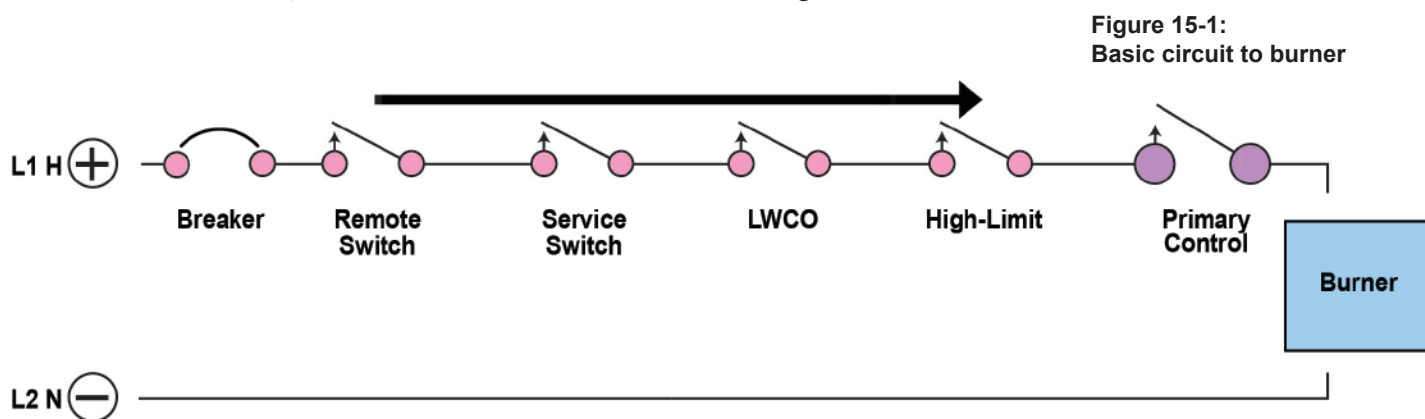 Figure 15-1:
Basic circuit to burner
L1 H
Breaker
Remote
Switch
Service
Switch
LWCO
High-Limit
Primary
Control
Burner
L2 N